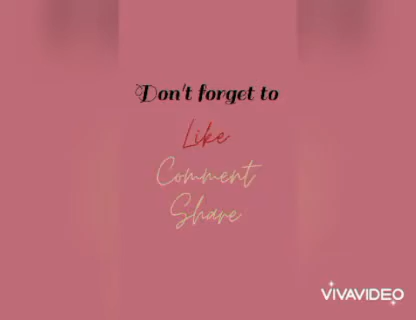 Don't forget to
Like
Comment
Share
VIVAVIDEO